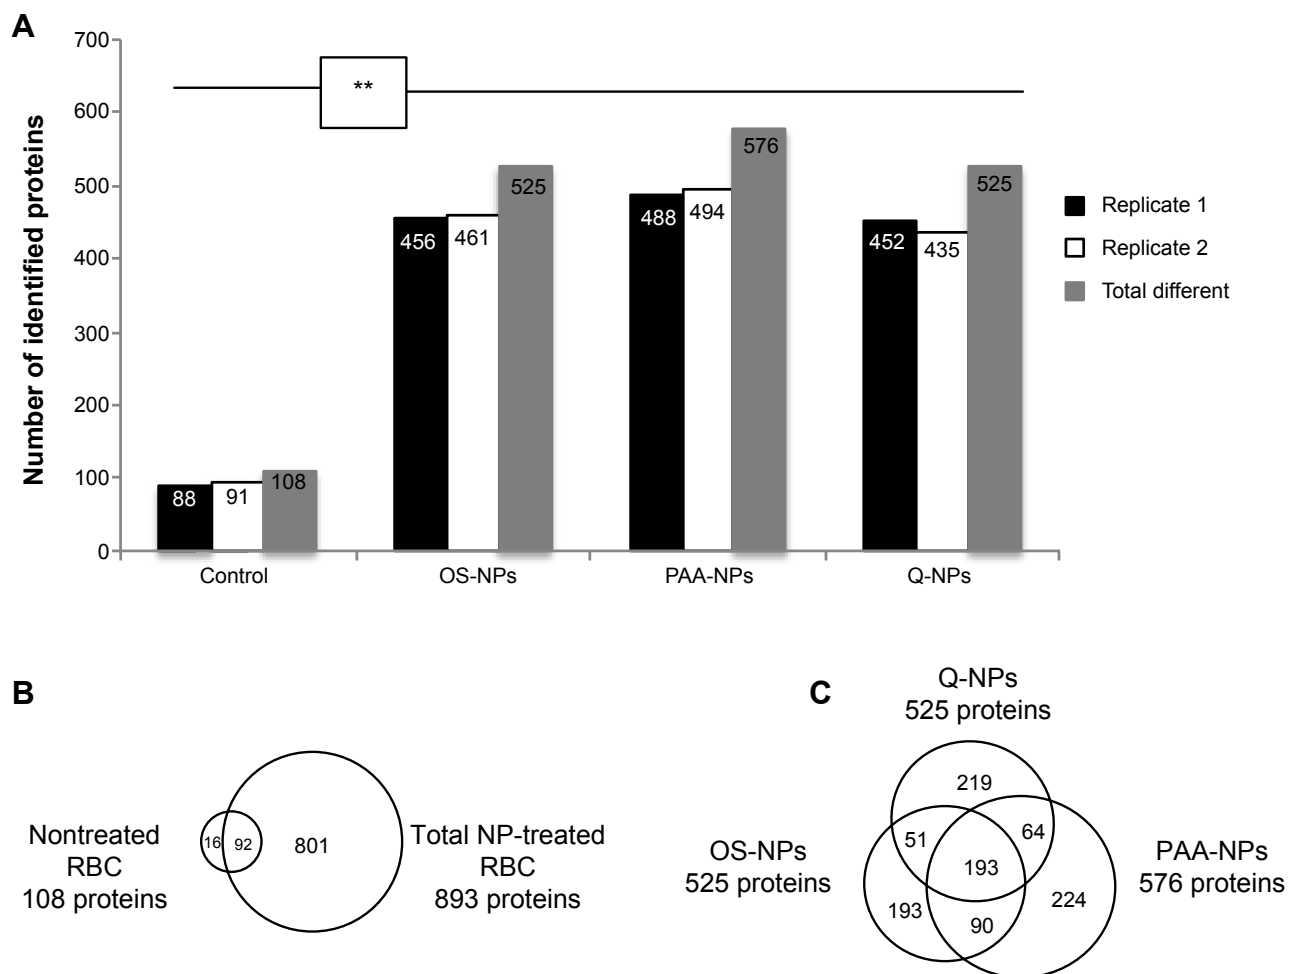 A
Number of identified proteins
700
600
500
400
300
200
100
0
**
88
91
108
456
461
525
488
494
576
452
435
525
Control
OS-NPs
PAA-NPs
Q-NPs
Replicate 1
Replicate 2
Total different
B
Nontreated
RBC
108 proteins
16
92
801
Total NP-treated
RBC
893 proteins
C
Q-NPs
525 proteins
OS-NPs
525 proteins
PAA-NPs
576 proteins
219
51
64
193
193
90
224